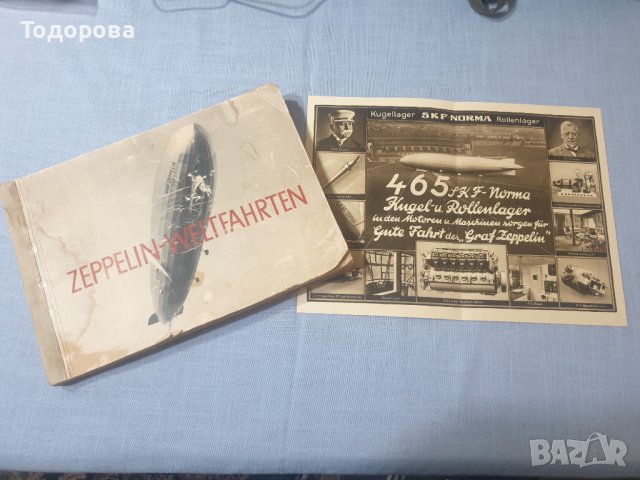 Тодорова
ZEPPELIN-WELTFAHRTEN
Kugellager SKF NORMA Rollenlager
465 SKF-Norma
Kugel-u. Rollenlager
in den Motoren u. Maschinen sorgen für
Gute Fahrt des „Graf Zeppelin"
BAZAR